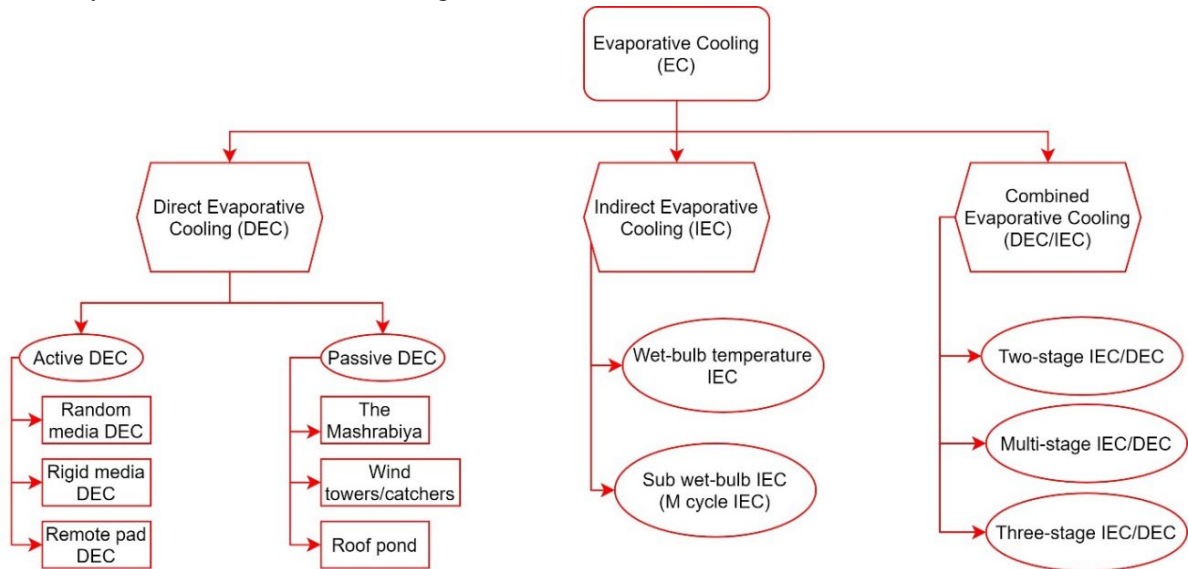 Evaporative Cooling
(EC)
Direct Evaporative
Cooling (DEC)
Indirect Evaporative
Cooling (IEC)
Combined
Evaporative Cooling
(DEC/IEC)
Active DEC
Passive DEC
Random
media DEC
Rigid media
DEC
Remote pad
DEC
The
Mashrabiya
Wind
towers/catchers
Roof pond
Wet-bulb temperature
IEC
Sub wet-bulb IEC
(M cycle IEC)
Two-stage IEC/DEC
Multi-stage IEC/DEC
Three-stage IEC/DEC